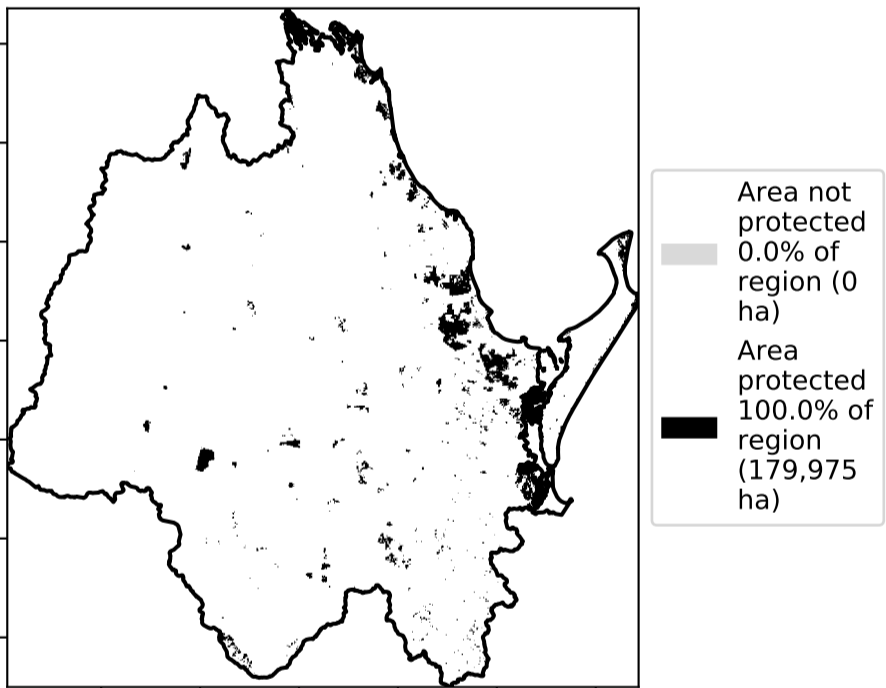 Area not
protected
0.0% of
region (0
ha)
Area
protected
100.0% of
region
(179,975
ha)